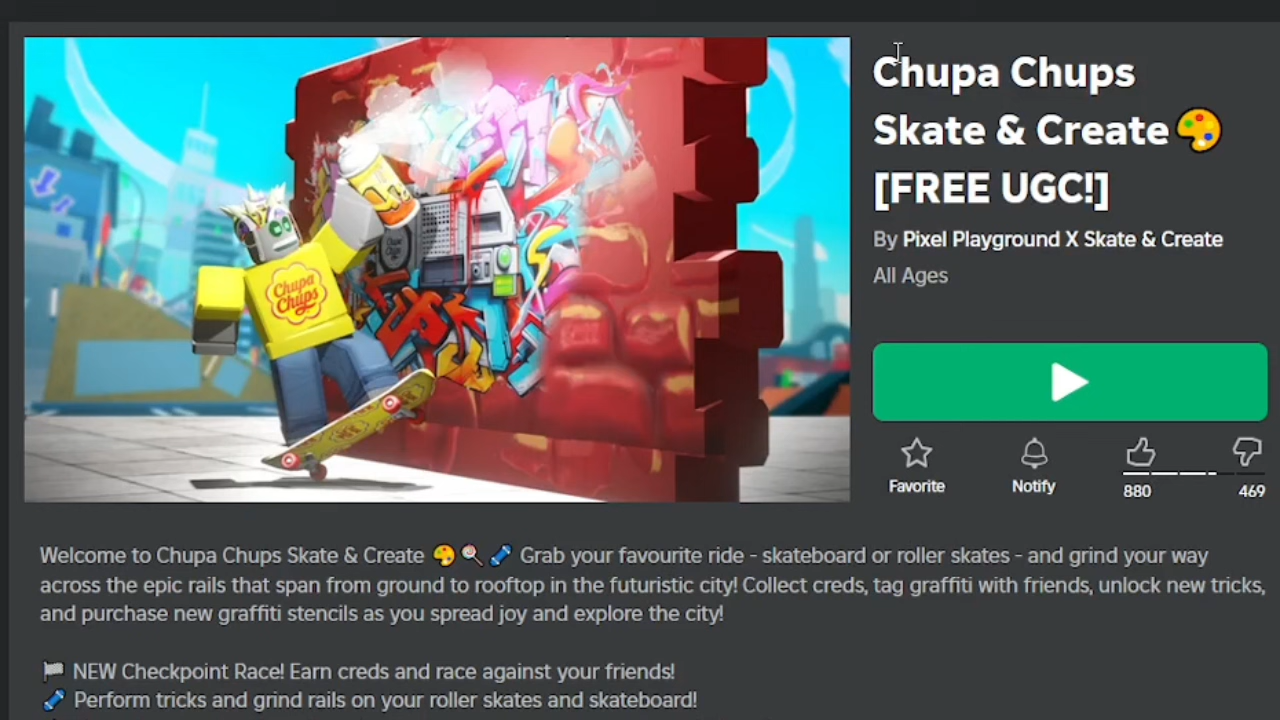 Chupa Chups
Skate & Create🎨
[FREE UGC!]
By Pixel Playground X Skate & Create
All Ages
Favorite
Notify
880
469
Chupa
Chups
Chupa
Chups
Welcome to Chupa Chups Skate & Create 🎨🍭🛹 Grab your favourite ride - skateboard or roller skates - and grind your way
across the epic rails that span from ground to rooftop in the futuristic city! Collect creds, tag graffiti with friends, unlock new tricks,
and purchase new graffiti stencils as you spread joy and explore the city!
🏳 NEW Checkpoint Race! Earn creds and race against your friends!
🛹 Perform tricks and grind rails on your roller skates and skateboard!